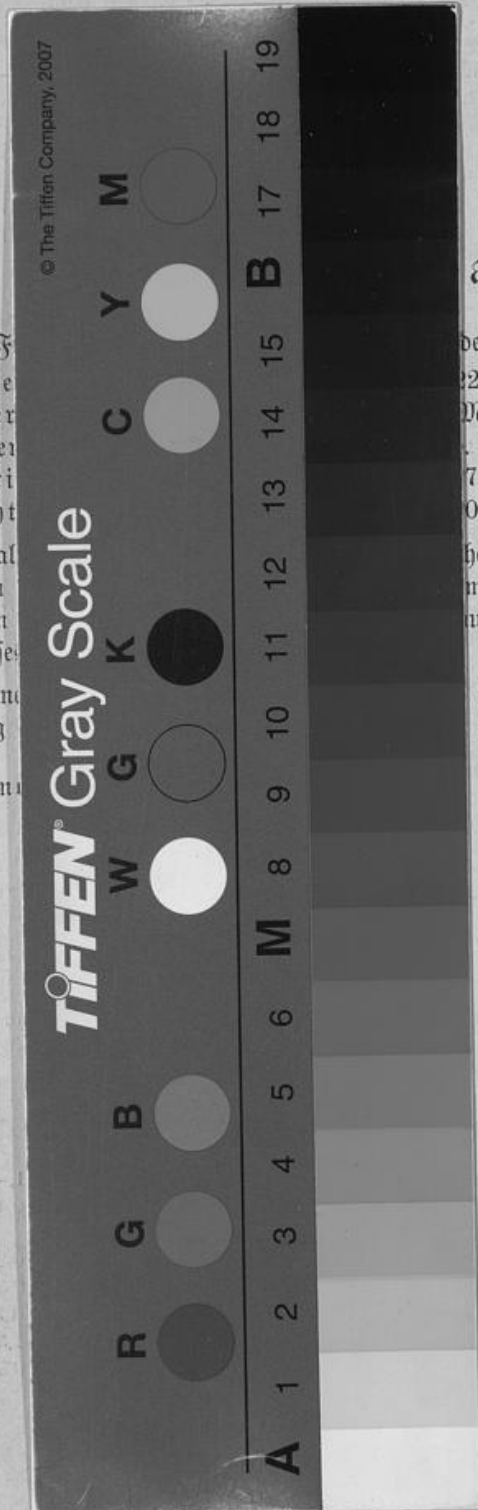 © The Tiffen Company, 2007
TIFFEN® Gray Scale
R G B W G K C Y M
A 1 2 3 4 5 6 M 8 9 10 11 12 13 14 15 B 17 18 19